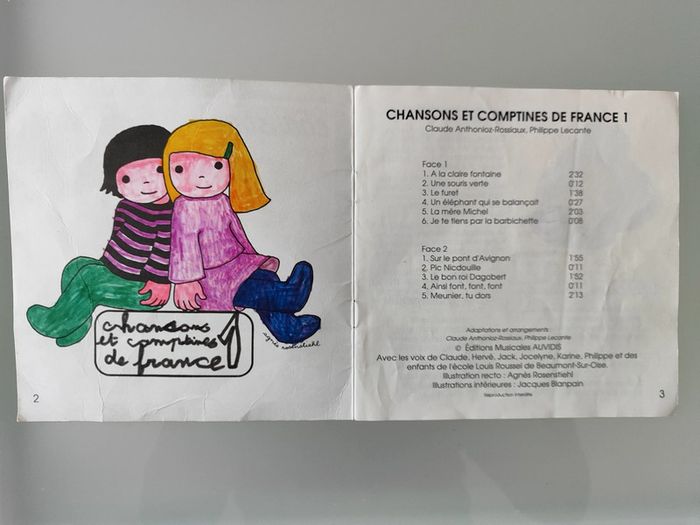 chansons
et comptines
de france 1
agnès rosenstiehl
2
CHANSONS ET COMPTINES DE FRANCE 1
Claude Anthonioz-Rossiaux, Philippe Lecante
Face 1
1. A la claire fontaine 2'32
2. Une souris verte 0'12
3. Le furet 1'38
4. Un éléphant qui se balançait 0'27
5. La mère Michel 2'03
6. Je te tiens par la barbichette 0'08
Face 2
1. Sur le pont d'Avignon 1'55
2. Pic Nicdouille 0'11
3. Le bon roi Dagobert 1'52
4. Ainsi font, font, font 0'11
5. Meunier, tu dors 2'13
Adaptations et arrangements
Claude Anthonioz-Rossiaux, Philippe Lecante
© Éditions Musicales AUVIDIS
Avec les voix de Claude, Hervé, Jack, Jocelyne, Karine, Philippe et des
enfants de l'école Louis Roussel de Beaumont-Sur-Oise.
Illustration recto : Agnès Rosenstiehl
Illustrations intérieures : Jacques Blanpain
Reproduction interdite
3